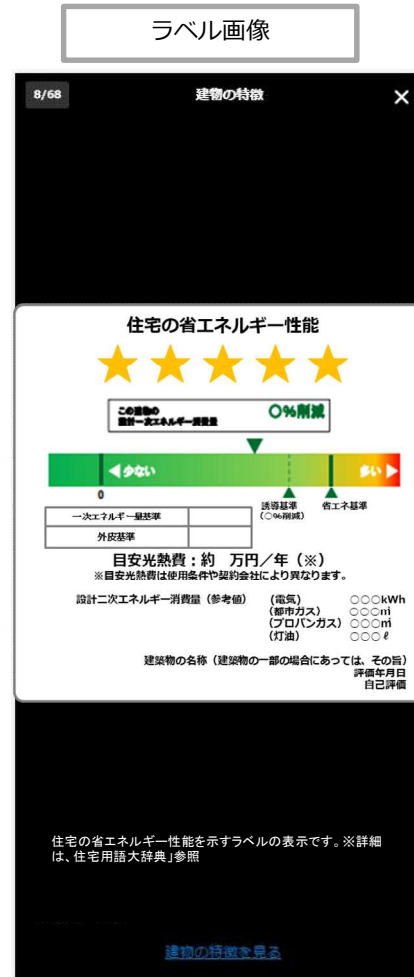 ラベル画像
8/68
建物の特徴
×
住宅の省エネルギー性能
この建物の
設計一次エネルギー消費量
〇%削減
少ない
多い
0
誘導基準
(○%削減)
省エネ基準
一次エネルギー量基準
外皮基準
目安光熱費:約 万円/年(※)
※目安光熱費は使用条件や契約会社により異なります。
設計二次エネルギー消費量(参考値) (電気) ○○○kWh
(都市ガス) ○○○㎥
(プロパンガス) ○○○㎥
(灯油) ○○○ℓ
建築物の名称(建築物の一部の場合にあっては、その旨)
評価年月日
自己評価
住宅の省エネルギー性能を示すラベルの表示です。※詳細
は、住宅用語大辞典」参照
建物の特徴を見る